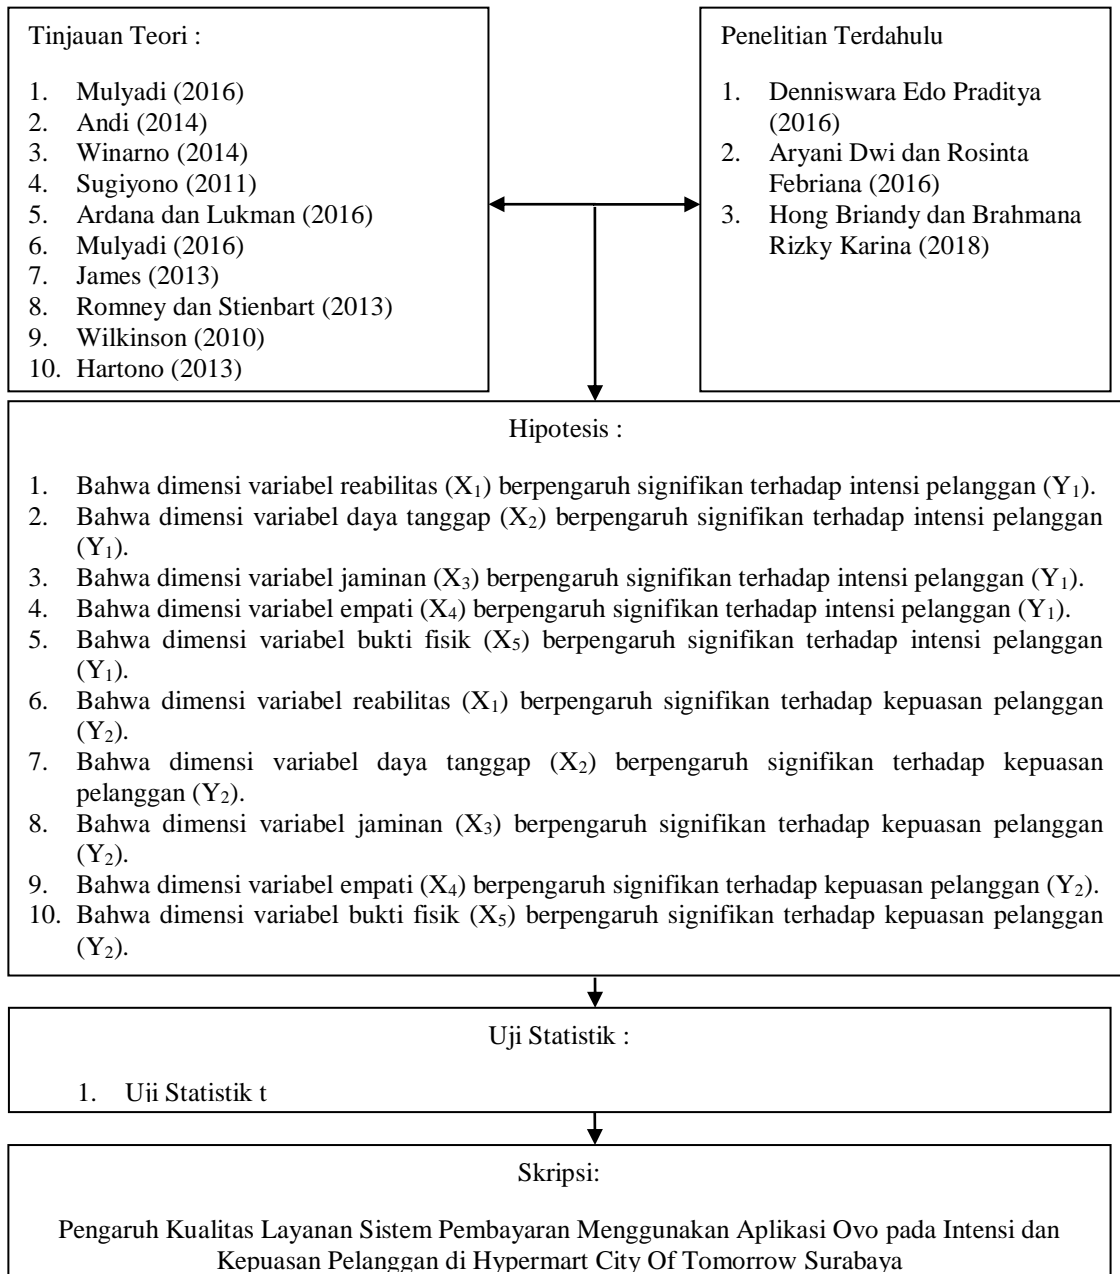 Tinjauan Teori :
1. Mulyadi (2016)
2. Andi (2014)
3. Winarno (2014)
4. Sugiyono (2011)
5. Ardana dan Lukman (2016)
6. Mulyadi (2016)
7. James (2013)
8. Romney dan Stienbart (2013)
9. Wilkinson (2010)
10. Hartono (2013)
Penelitian Terdahulu
1. Denniswara Edo Praditya
(2016)
2. Aryani Dwi dan Rosinta
Febriana (2016)
3. Hong Briandy dan Brahmana
Rizky Karina (2018)
Hipotesis :
1. Bahwa dimensi variabel reabilitas (X₁) berpengaruh signifikan terhadap intensi pelanggan (Y₁).
2. Bahwa dimensi variabel daya tanggap (X₂) berpengaruh signifikan terhadap intensi pelanggan
(Y₁).
3. Bahwa dimensi variabel jaminan (X₃) berpengaruh signifikan terhadap intensi pelanggan (Y₁).
4. Bahwa dimensi variabel empati (X₄) berpengaruh signifikan terhadap intensi pelanggan (Y₁).
5. Bahwa dimensi variabel bukti fisik (X₅) berpengaruh signifikan terhadap intensi pelanggan
(Y₁).
6. Bahwa dimensi variabel reabilitas (X₁) berpengaruh signifikan terhadap kepuasan pelanggan
(Y₂).
7. Bahwa dimensi variabel daya tanggap (X₂) berpengaruh signifikan terhadap kepuasan
pelanggan (Y₂).
8. Bahwa dimensi variabel jaminan (X₃) berpengaruh signifikan terhadap kepuasan pelanggan
(Y₂).
9. Bahwa dimensi variabel empati (X₄) berpengaruh signifikan terhadap kepuasan pelanggan (Y₂).
10. Bahwa dimensi variabel bukti fisik (X₅) berpengaruh signifikan terhadap kepuasan pelanggan
(Y₂).
Uji Statistik :
1. Uji Statistik t
Skripsi:
Pengaruh Kualitas Layanan Sistem Pembayaran Menggunakan Aplikasi Ovo pada Intensi dan
Kepuasan Pelanggan di Hypermart City Of Tomorrow Surabaya